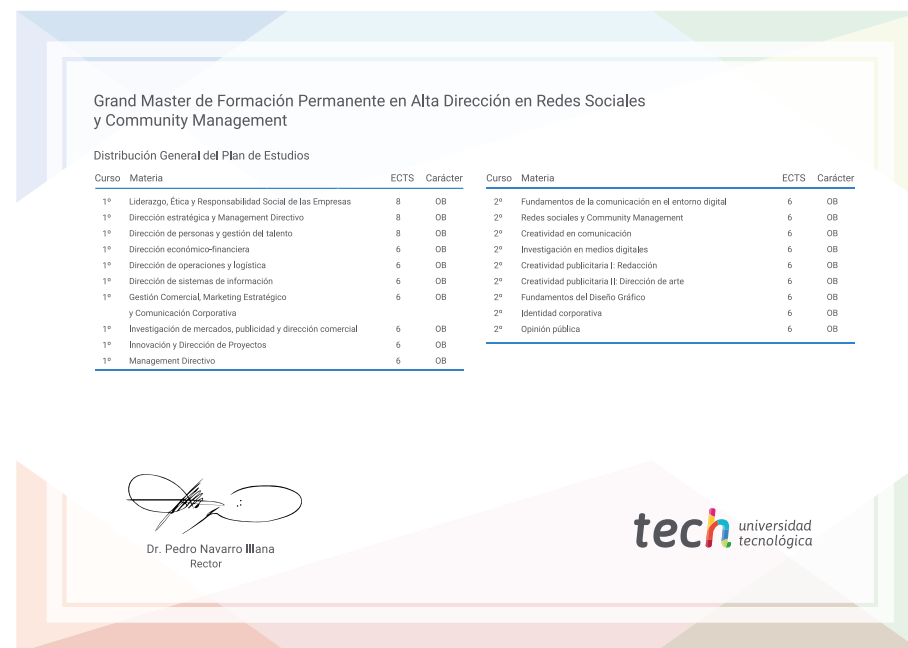 Grand Master de Formación Permanente en Alta Dirección en Redes Sociales
y Community Management
Distribución General del Plan de Estudios
Curso Materia ECTS Carácter
1º Liderazgo, Ética y Responsabilidad Social de las Empresas 8 OB
1º Dirección estratégica y Management Directivo 8 OB
1º Dirección de personas y gestión del talento 8 OB
1º Dirección económico-financiera 6 OB
1º Dirección de operaciones y logística 6 OB
1º Dirección de sistemas de información 6 OB
1º Gestión Comercial, Marketing Estratégico 6 OB
y Comunicación Corporativa
1º Investigación de mercados, publicidad y dirección comercial 6 OB
1º Innovación y Dirección de Proyectos 6 OB
1º Management Directivo 6 OB
Curso Materia ECTS Carácter
2º Fundamentos de la comunicación en el entorno digital 6 OB
2º Redes sociales y Community Management 6 OB
2º Creatividad en comunicación 6 OB
2º Investigación en medios digitales 6 OB
2º Creatividad publicitaria I: Redacción 6 OB
2º Creatividad publicitaria II: Dirección de arte 6 OB
2º Fundamentos del Diseño Gráfico 6 OB
2º Identidad corporativa 6 OB
2º Opinión pública 6 OB
Dr. Pedro Navarro Illana
Rector
tech universidad
tecnológica